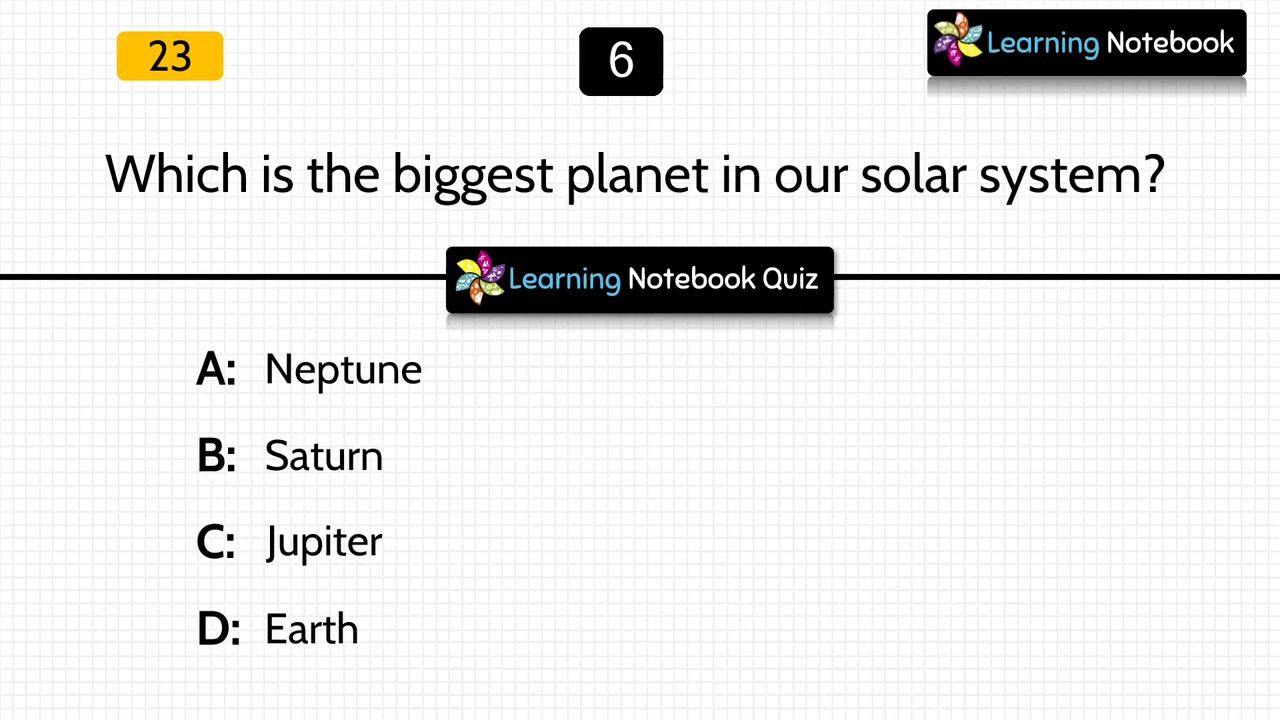 23
6
Learning Notebook
Which is the biggest planet in our solar system?
Learning Notebook Quiz
A: Neptune
B: Saturn
C: Jupiter
D: Earth